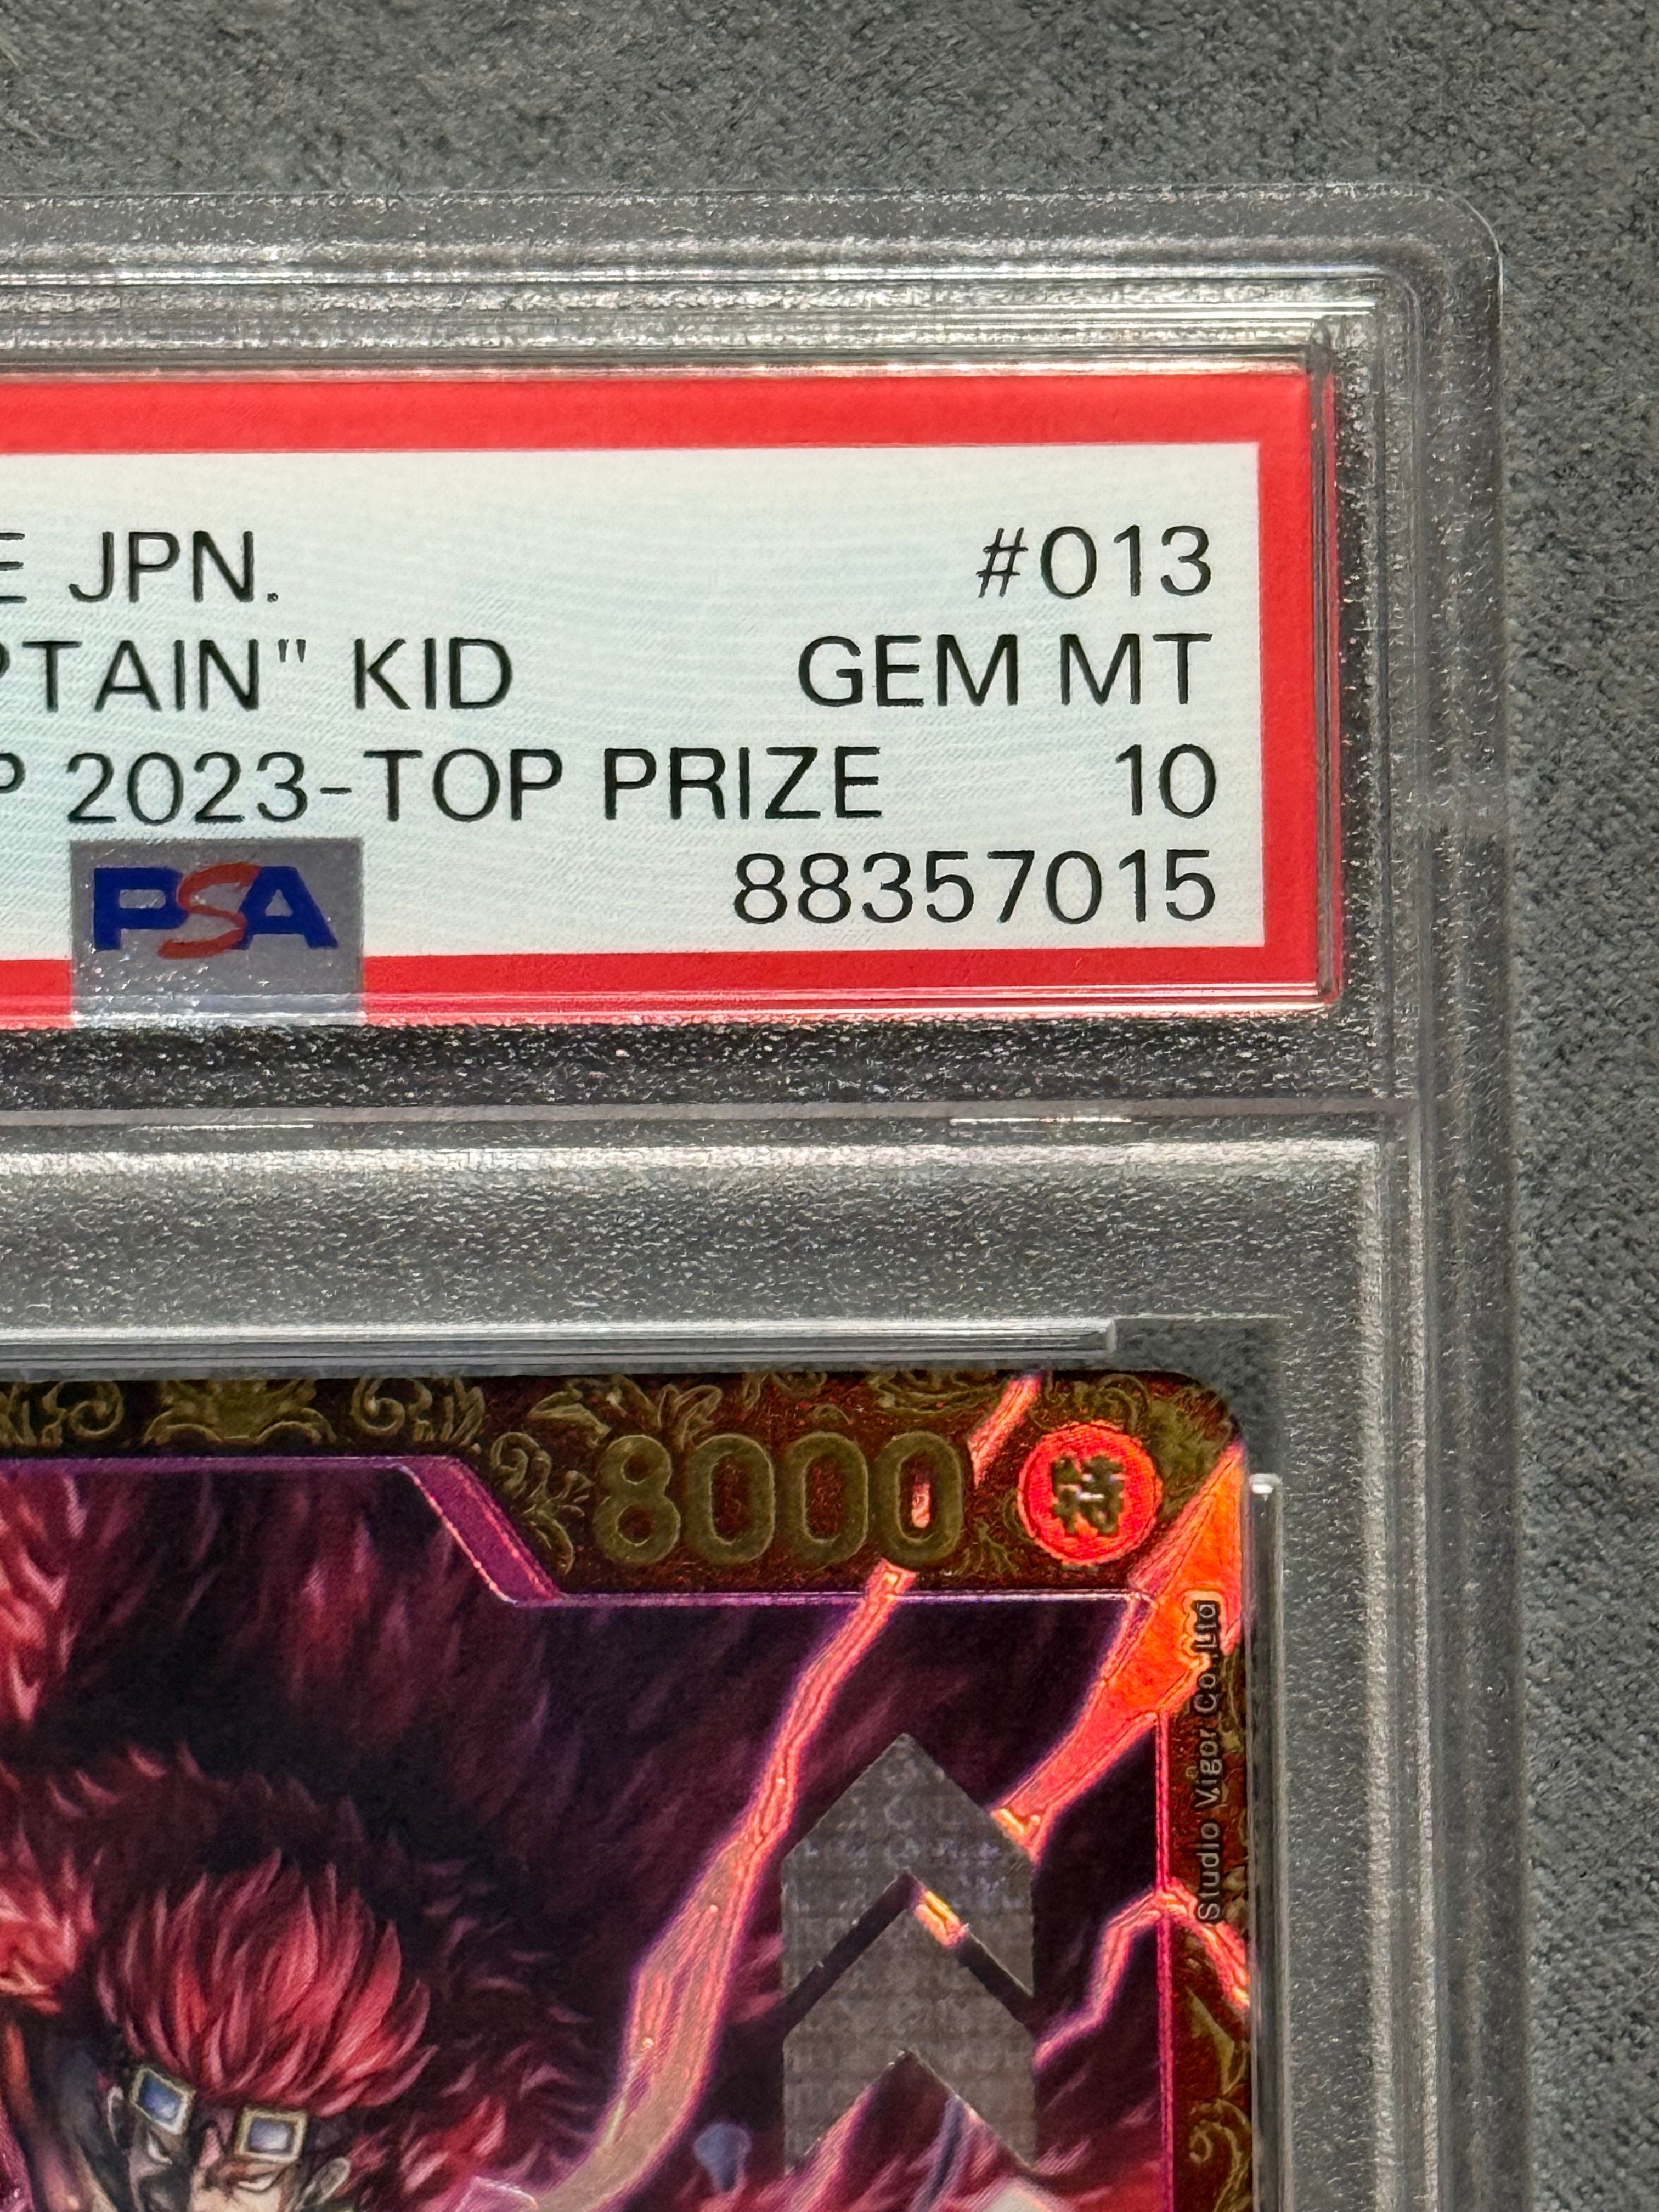 E JPN. #013
PTAIN" KID GEM MT
P 2023-TOP PRIZE 10
PSA 88357015
8000 特
Studio Vigor Co.,Ltd